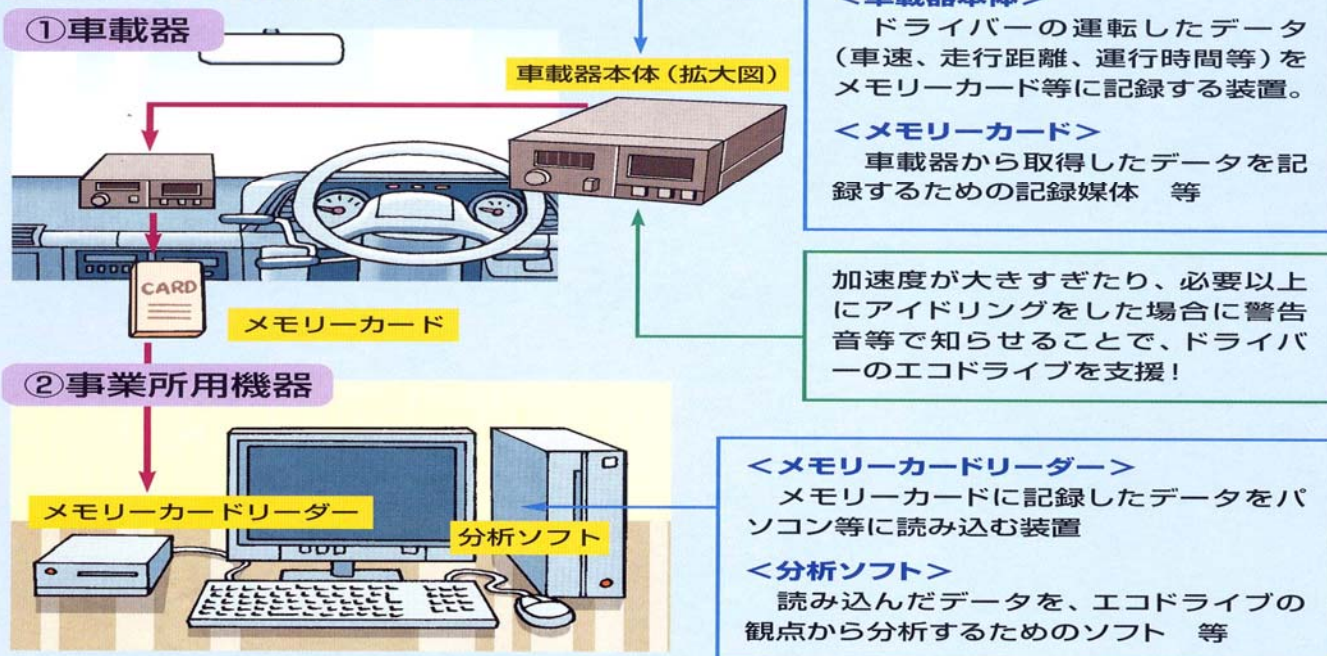 ①車載器
車載器本体（拡大図）
CARD
メモリーカード
＜車載器本体＞
ドライバーの運転したデータ
（車速、走行距離、運行時間等）を
メモリーカード等に記録する装置。
＜メモリーカード＞
車載器から取得したデータを記
録するための記録媒体　等
加速度が大きすぎたり、必要以上
にアイドリングをした場合に警告
音等で知らせることで、ドライバ
ーのエコドライブを支援！
②事業所用機器
メモリーカードリーダー
分析ソフト
＜メモリーカードリーダー＞
メモリーカードに記録したデータをパ
ソコン等に読み込む装置
＜分析ソフト＞
読み込んだデータを、エコドライブの
観点から分析するためのソフト　等